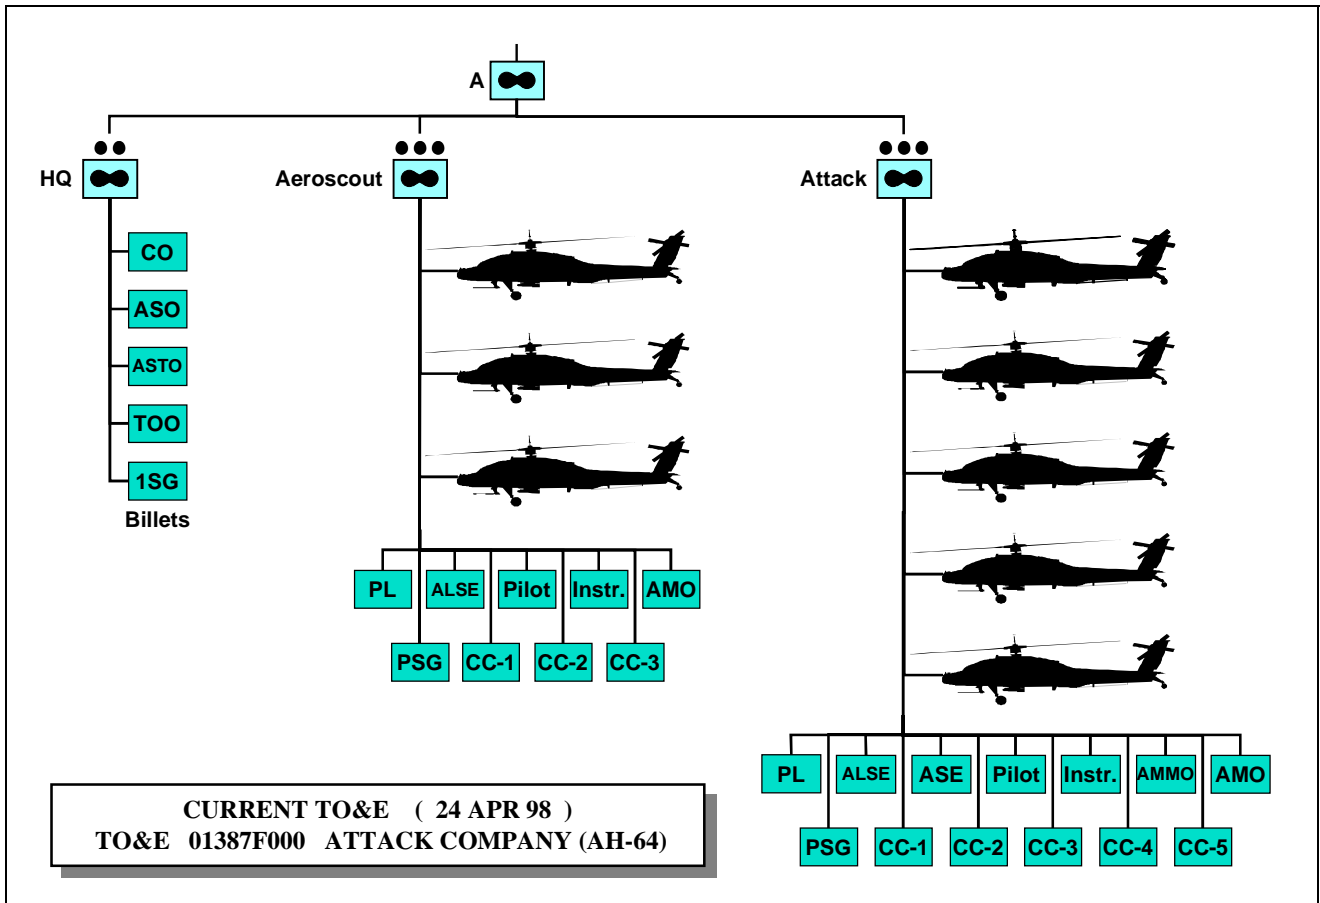 A
HQ
Aeroscout
Attack
CO
ASO
ASTO
TOO
1SG
Billets
PL ALSE Pilot Instr. AMO
PSG CC-1 CC-2 CC-3
PL ALSE ASE Pilot Instr. AMMO AMO
PSG CC-1 CC-2 CC-3 CC-4 CC-5
CURRENT TO&E ( 24 APR 98 )
TO&E 01387F000 ATTACK COMPANY (AH-64)